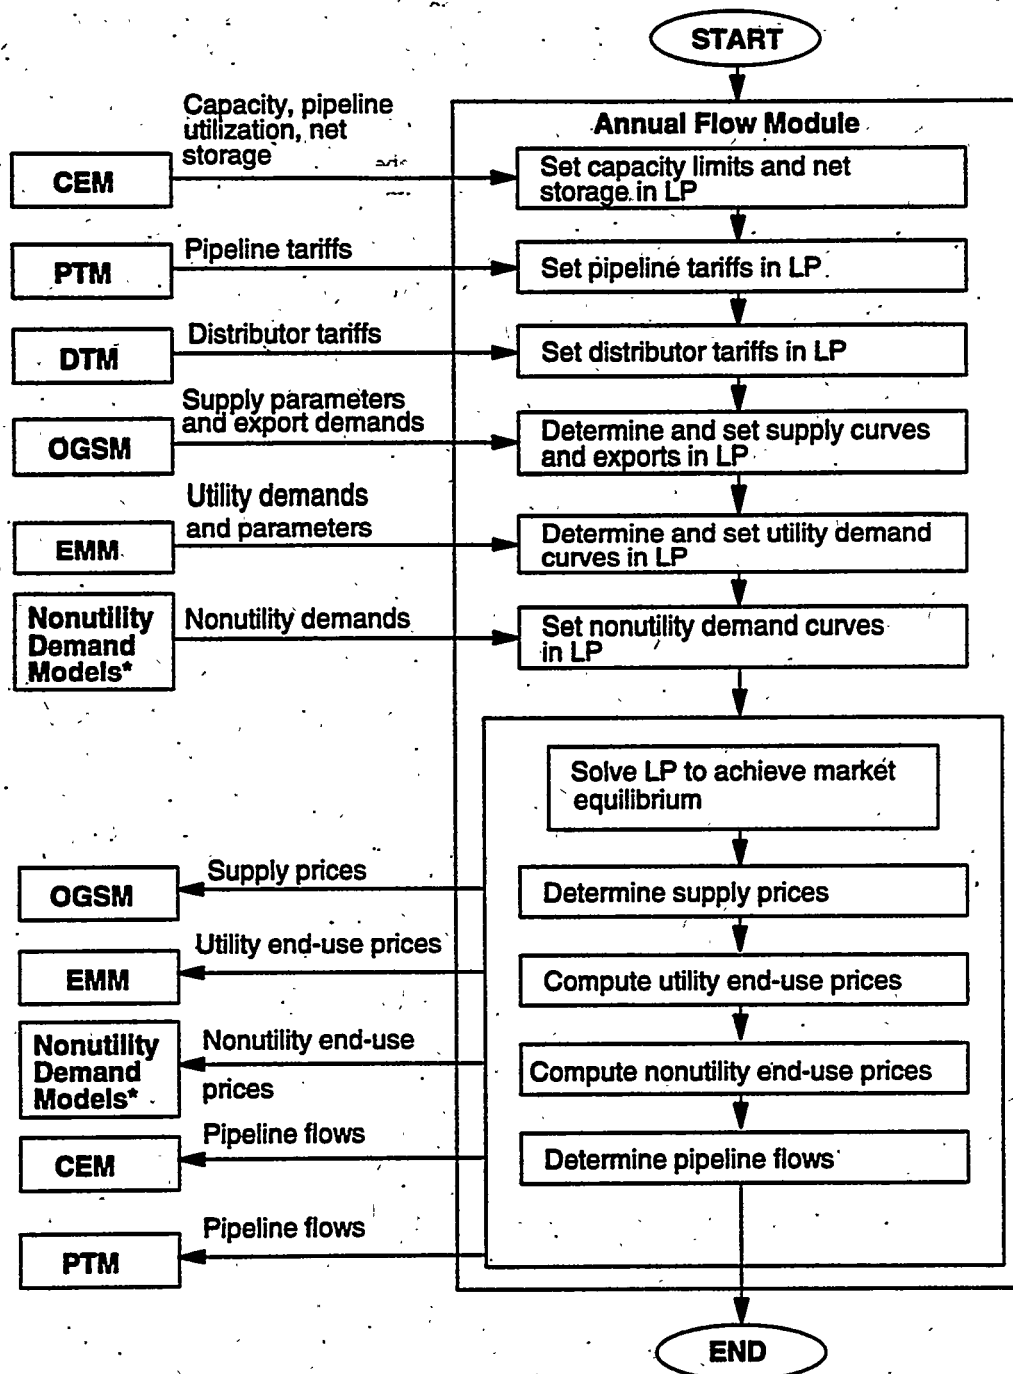 START
Annual Flow Module
Capacity, pipeline
utilization, net
storage
CEM
Set capacity limits and net
storage in LP
Pipeline tariffs
PTM
Set pipeline tariffs in LP
Distributor tariffs
DTM
Set distributor tariffs in LP
Supply parameters
and export demands
OGSM
Determine and set supply curves
and exports in LP
Utility demands
and parameters
EMM
Determine and set utility demand
curves in LP
Nonutility
Demand
Models*
Nonutility demands
Set nonutility demand curves
in LP
Solve LP to achieve market
equilibrium
Supply prices
OGSM
Determine supply prices
Utility end-use prices
EMM
Compute utility end-use prices
Nonutility
Demand
Models*
Nonutility end-use
prices
Compute nonutility end-use prices
Pipeline flows
CEM
Determine pipeline flows
Pipeline flows
PTM
END